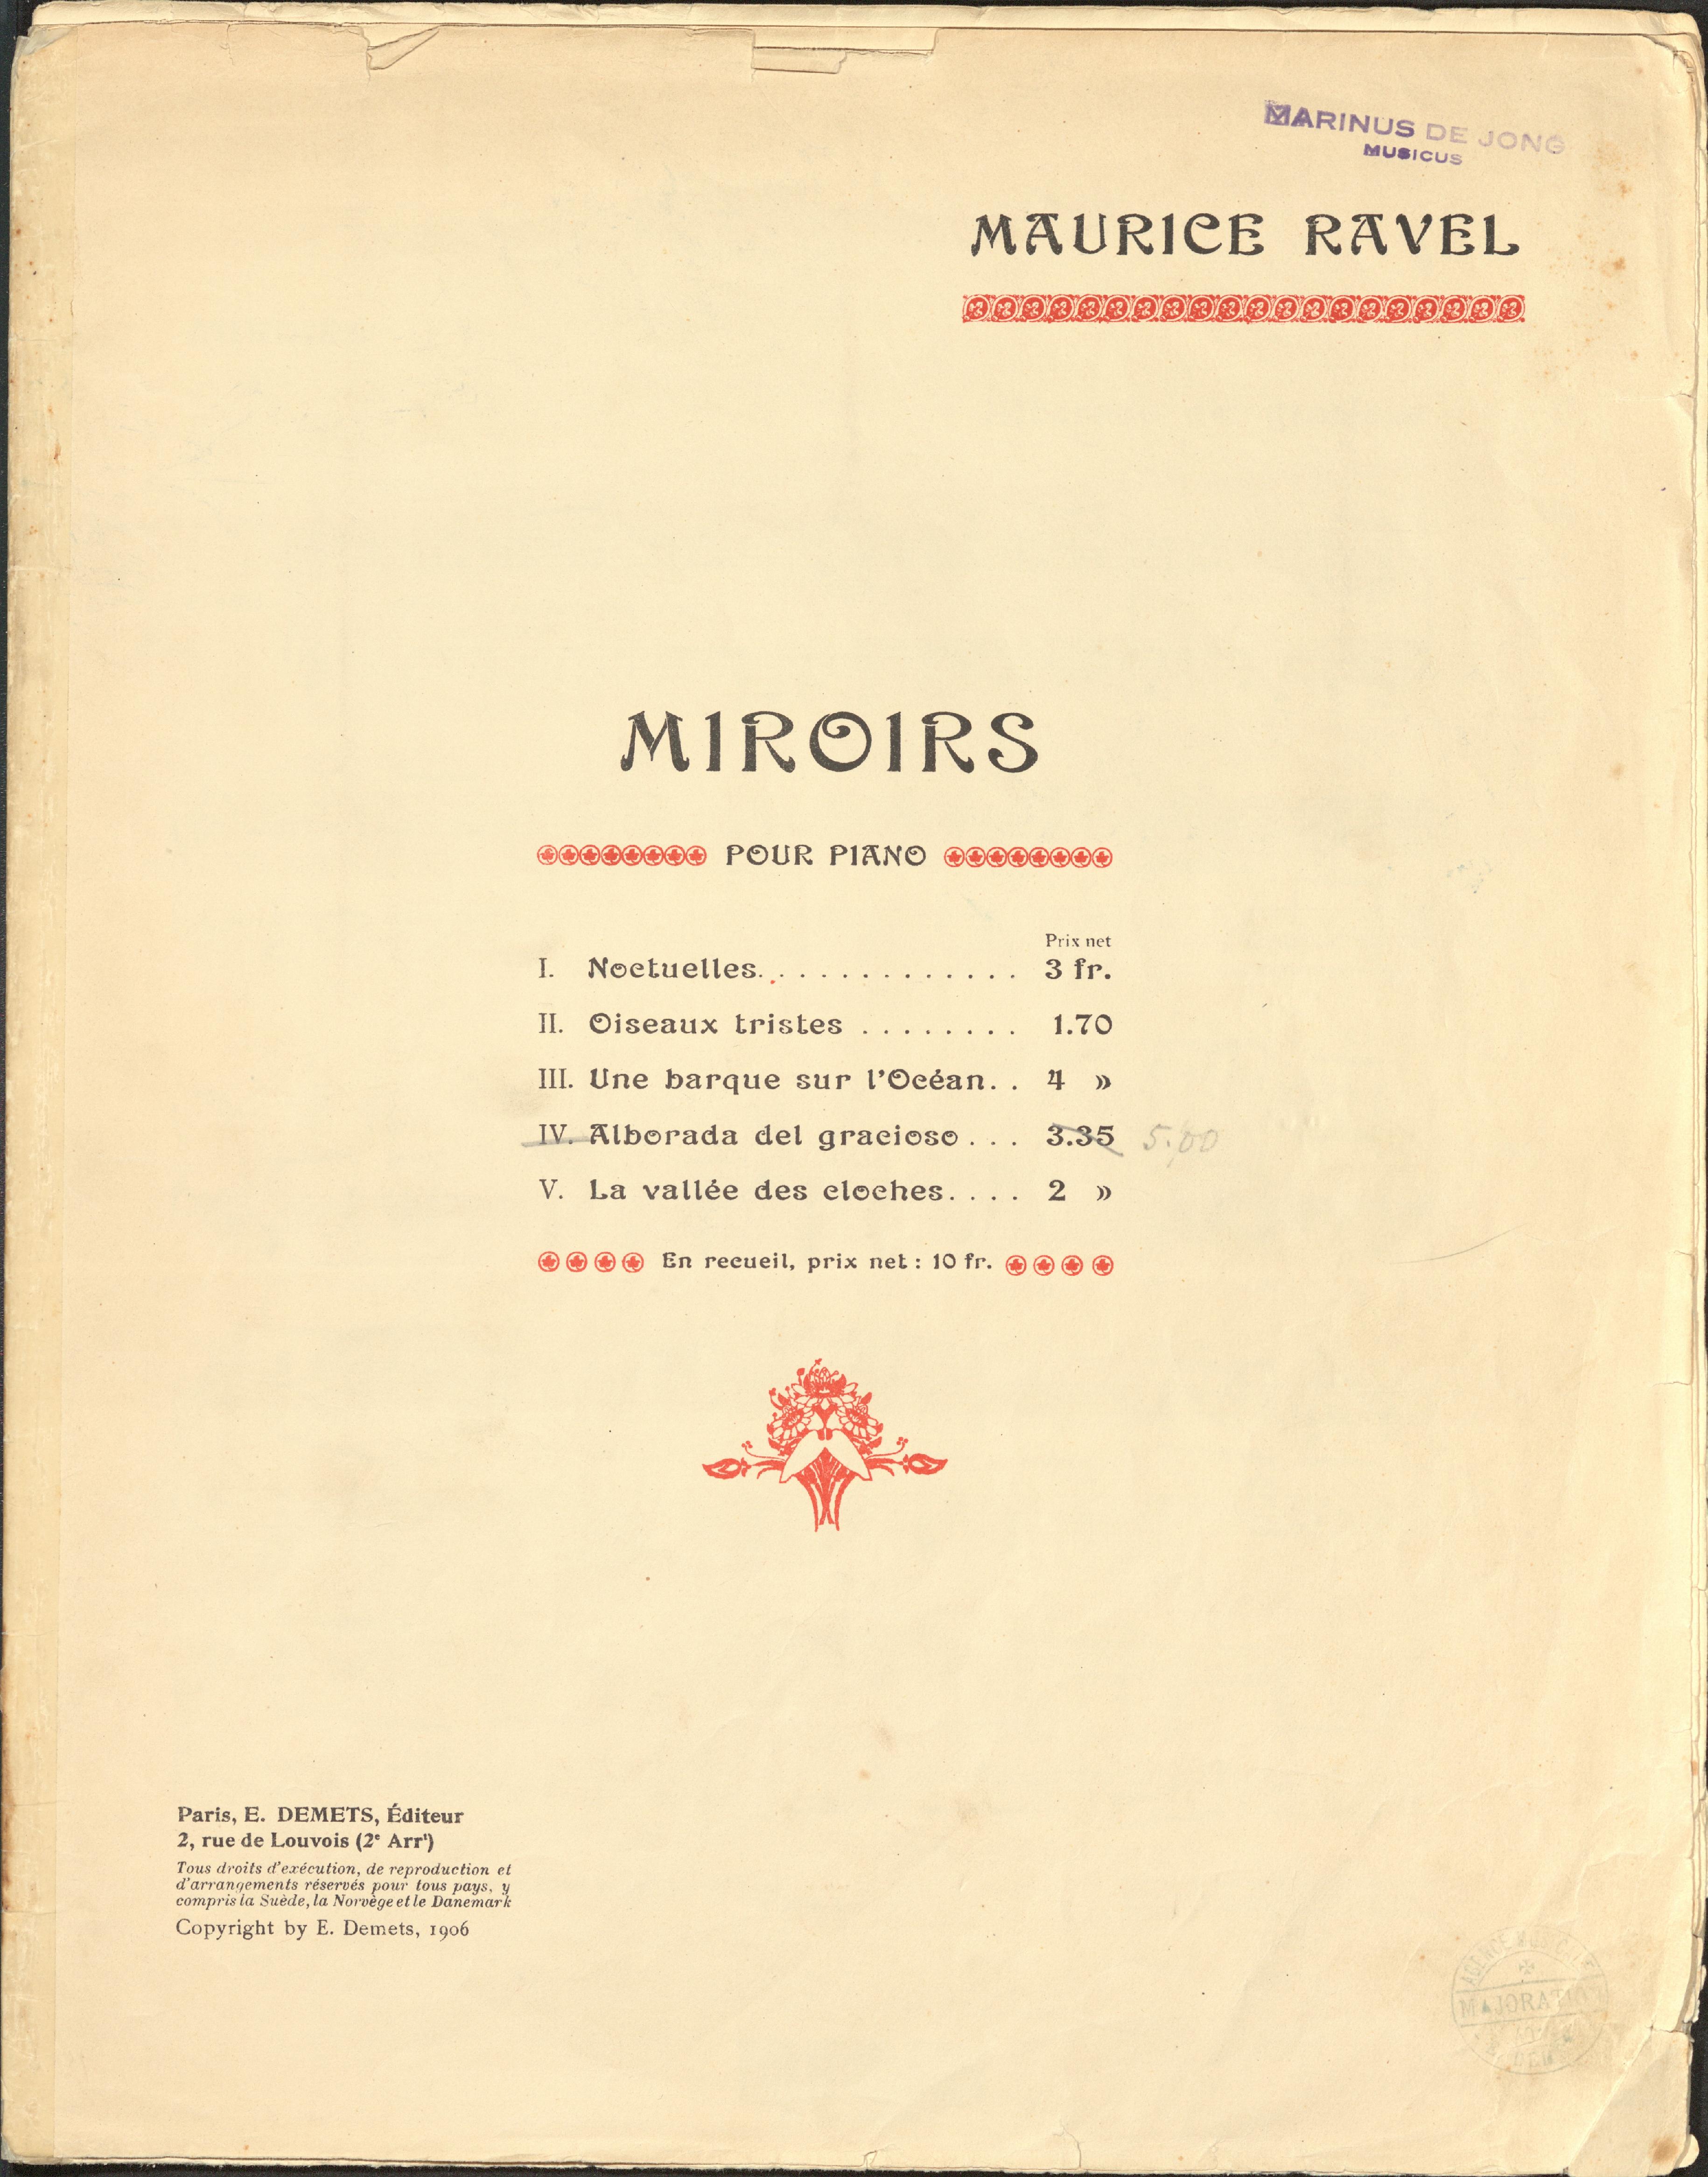 MARINUS DE JONG
MUSICUS
MAURICE RAVEL
MIROIRS
POUR PIANO
Prix net
I. Noctuelles. . . . . . . . . . . . . 3 fr.
II. Oiseaux tristes . . . . . . . . 1.70
III. Une barque sur l'Océan. . 4 »
IV. Alborada del gracioso . . . 3.35 5.00
V. La vallée des cloches. . . . 2 »
En recueil, prix net : 10 fr.
Paris, E. DEMETS, Éditeur
2, rue de Louvois (2e Arrt)
Tous droits d'exécution, de reproduction et
d'arrangements réservés pour tous pays, y
compris la Suède, la Norvège et le Danemark
Copyright by E. Demets, 1906